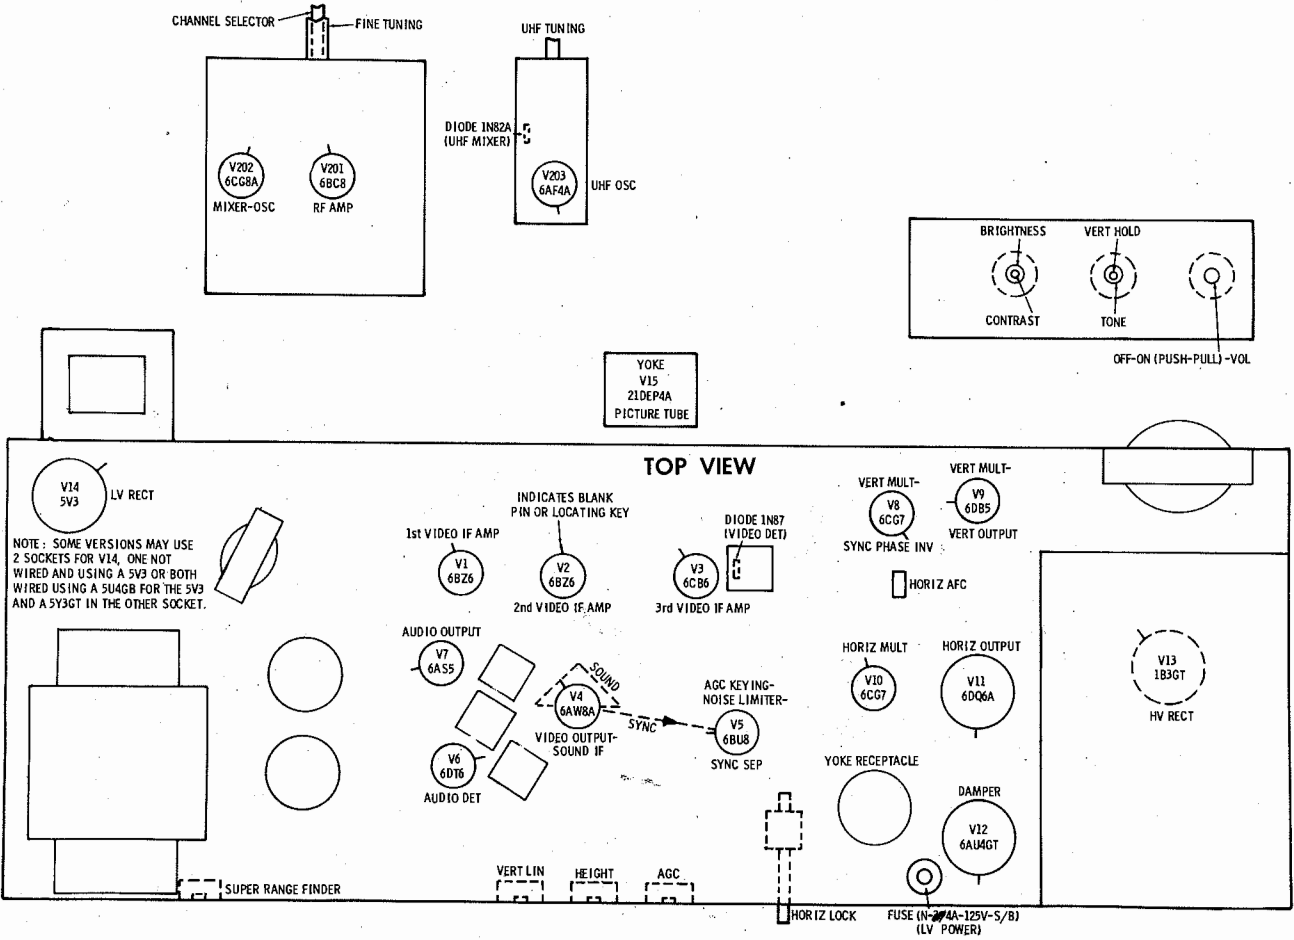 CHANNEL SELECTOR
FINE TUNING
UHF TUNING
DIODE 1N82A
(UHF MIXER)
V202
6CG8A
MIXER-OSC
V201
6BC8
RF AMP
V203
6AF4A
UHF OSC
BRIGHTNESS
VERT HOLD
CONTRAST
TONE
OFF-ON (PUSH-PULL) -VOL
YOKE
V15
21DEP4A
PICTURE TUBE
TOP VIEW
V14
5V3
LV RECT
NOTE: SOME VERSIONS MAY USE
2 SOCKETS FOR V14, ONE NOT
WIRED AND USING A 5V3 OR BOTH
WIRED USING A 5U4GB FOR THE 5V3
AND A 5Y3GT IN THE OTHER SOCKET.
INDICATES BLANK
PIN OR LOCATING KEY
1st VIDEO IF AMP
V1
6BZ6
V2
6BZ6
2nd VIDEO IF AMP
DIODE 1N87
(VIDEO DET)
V3
6CB6
3rd VIDEO IF AMP
VERT MULT-
V8
6CG7
SYNC PHASE INV
VERT MULT-
V9
6DB5
VERT OUTPUT
HORIZ AFC
AUDIO OUTPUT
V7
6AS5
SOUND
V4
6AW8A
VIDEO OUTPUT-
SOUND IF
SYNC
AGC KEYING-
NOISE LIMITER-
V5
6BU8
SYNC SEP
V6
6DT6
AUDIO DET
HORIZ MULT
V10
6CG7
HORIZ OUTPUT
V11
6DQ6A
V13
1B3GT
HV RECT
YOKE RECEPTACLE
DAMPER
V12
6AU4GT
SUPER RANGE FINDER
VERT LIN
HEIGHT
AGC
HORIZ LOCK
FUSE
(LV POWER)